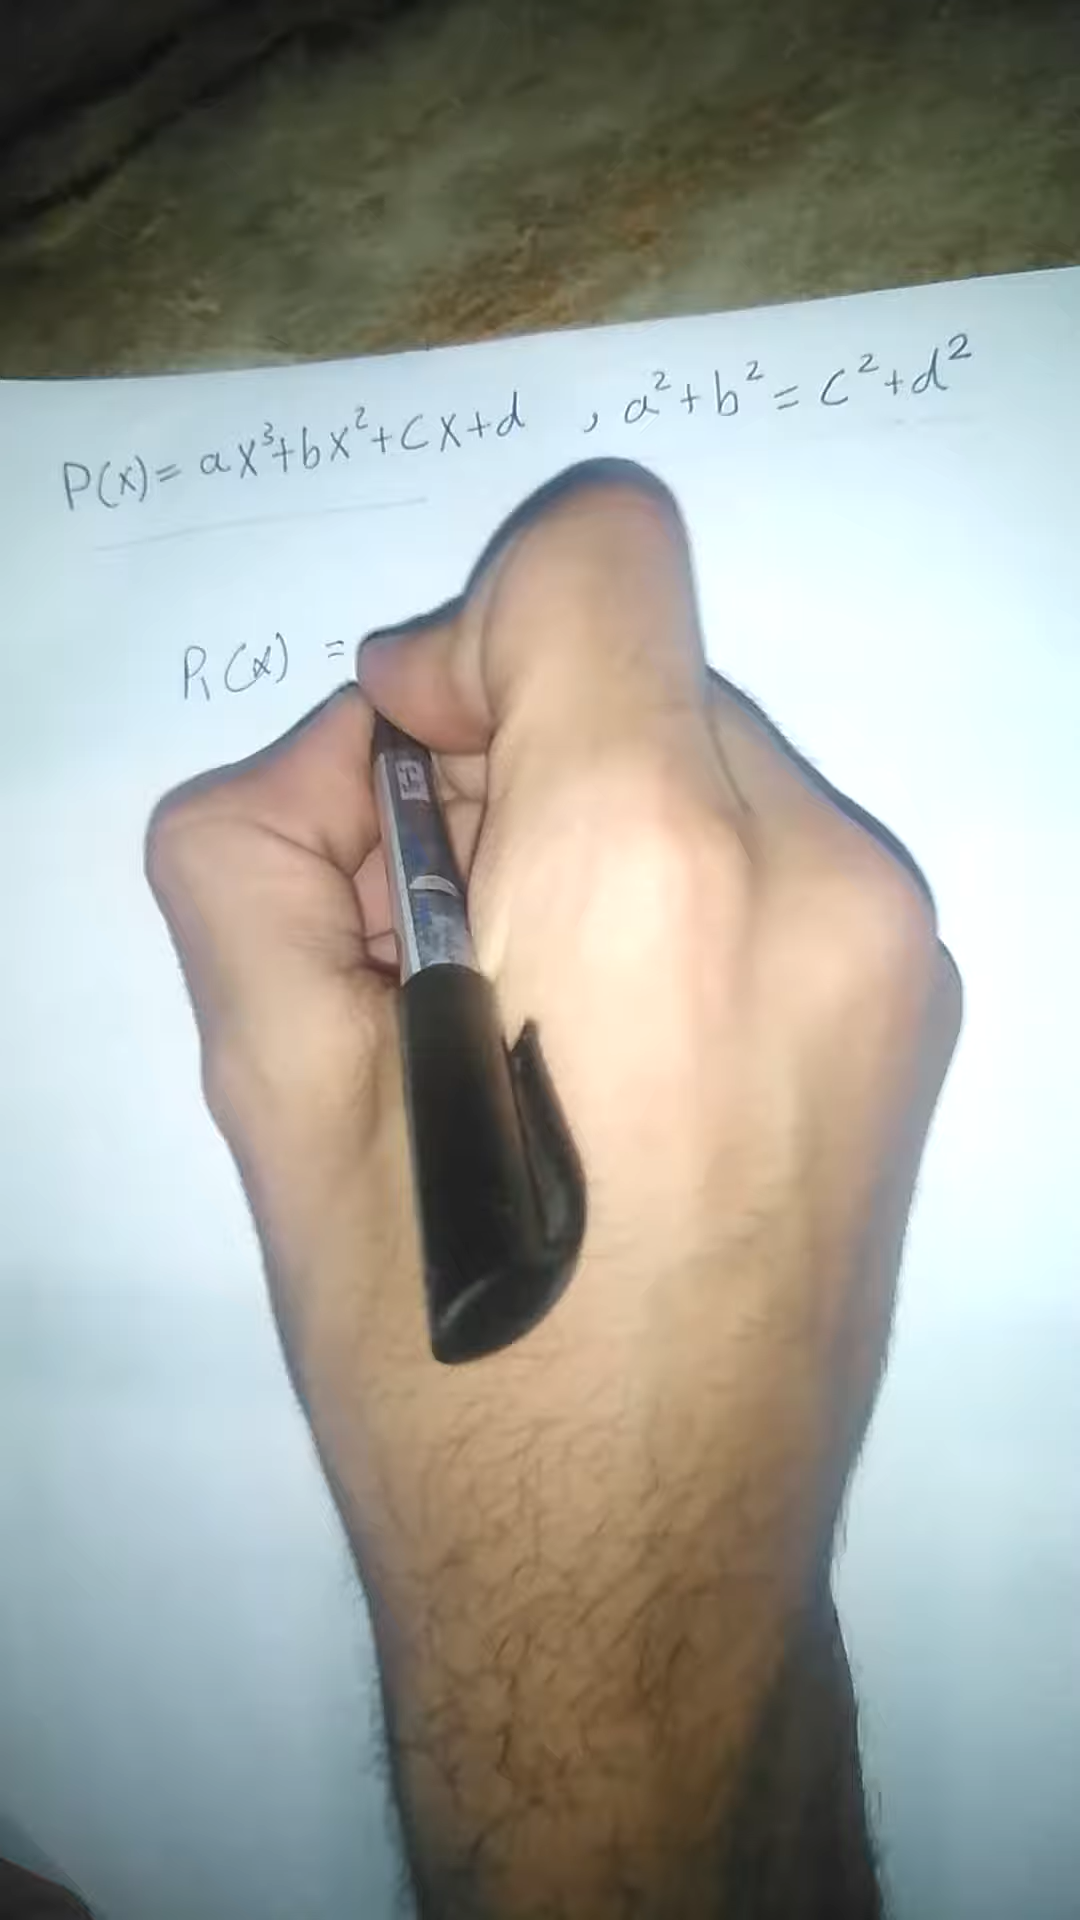 P(x)= ax³+bx²+cx+d , a²+b²=c²+d²
P₁(x) =